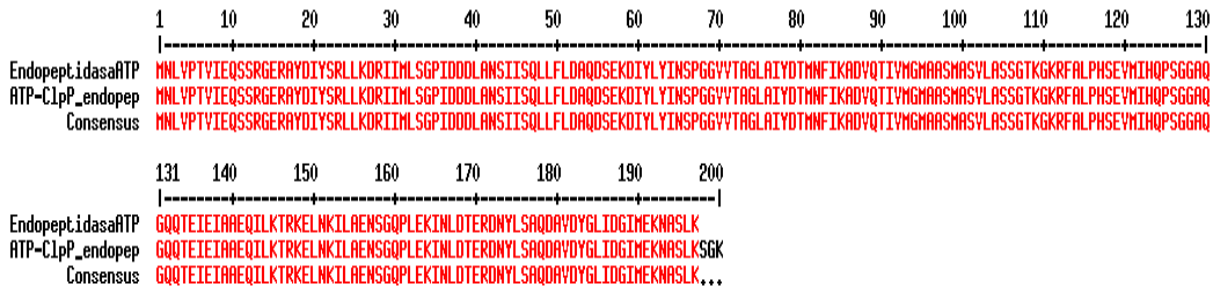 1 10 20 30 40 50 60 70 80 90 100 110 120 130
|--------+---------+---------+---------+---------+---------+---------+---------+---------+---------+---------+---------+---------|
EndopeptidasaATP MNLVPTVIEQSSRGERAYDIYSRLLKDRIIMLSGPIDDDLANSIISQLLFLDAQDSEKDIYLYINSPGGVVTAGLAIYDTMNFIKADVQTIVMGMAASMASVLASSGTKGKRFALPHSEVMIHQPSGGAQ
ATP-ClpP_endopep MNLVPTVIEQSSRGERAYDIYSRLLKDRIIMLSGPIDDDLANSIISQLLFLDAQDSEKDIYLYINSPGGVVTAGLAIYDTMNFIKADVQTIVMGMAASMASVLASSGTKGKRFALPHSEVMIHQPSGGAQ
Consensus MNLVPTVIEQSSRGERAYDIYSRLLKDRIIMLSGPIDDDLANSIISQLLFLDAQDSEKDIYLYINSPGGVVTAGLAIYDTMNFIKADVQTIVMGMAASMASVLASSGTKGKRFALPHSEVMIHQPSGGAQ
131 140 150 160 170 180 190 200
|--------+---------+---------+---------+---------+---------+---------|
EndopeptidasaATP GQQTEIEIAAEQILKTRKELNKILAENSGQPLEKINLDTERDNYLSAQDAVDYGLIDGIMEKNASLK
ATP-ClpP_endopep GQQTEIEIAAEQILKTRKELNKILAENSGQPLEKINLDTERDNYLSAQDAVDYGLIDGIMEKNASLKSGK
Consensus GQQTEIEIAAEQILKTRKELNKILAENSGQPLEKINLDTERDNYLSAQDAVDYGLIDGIMEKNASLK...